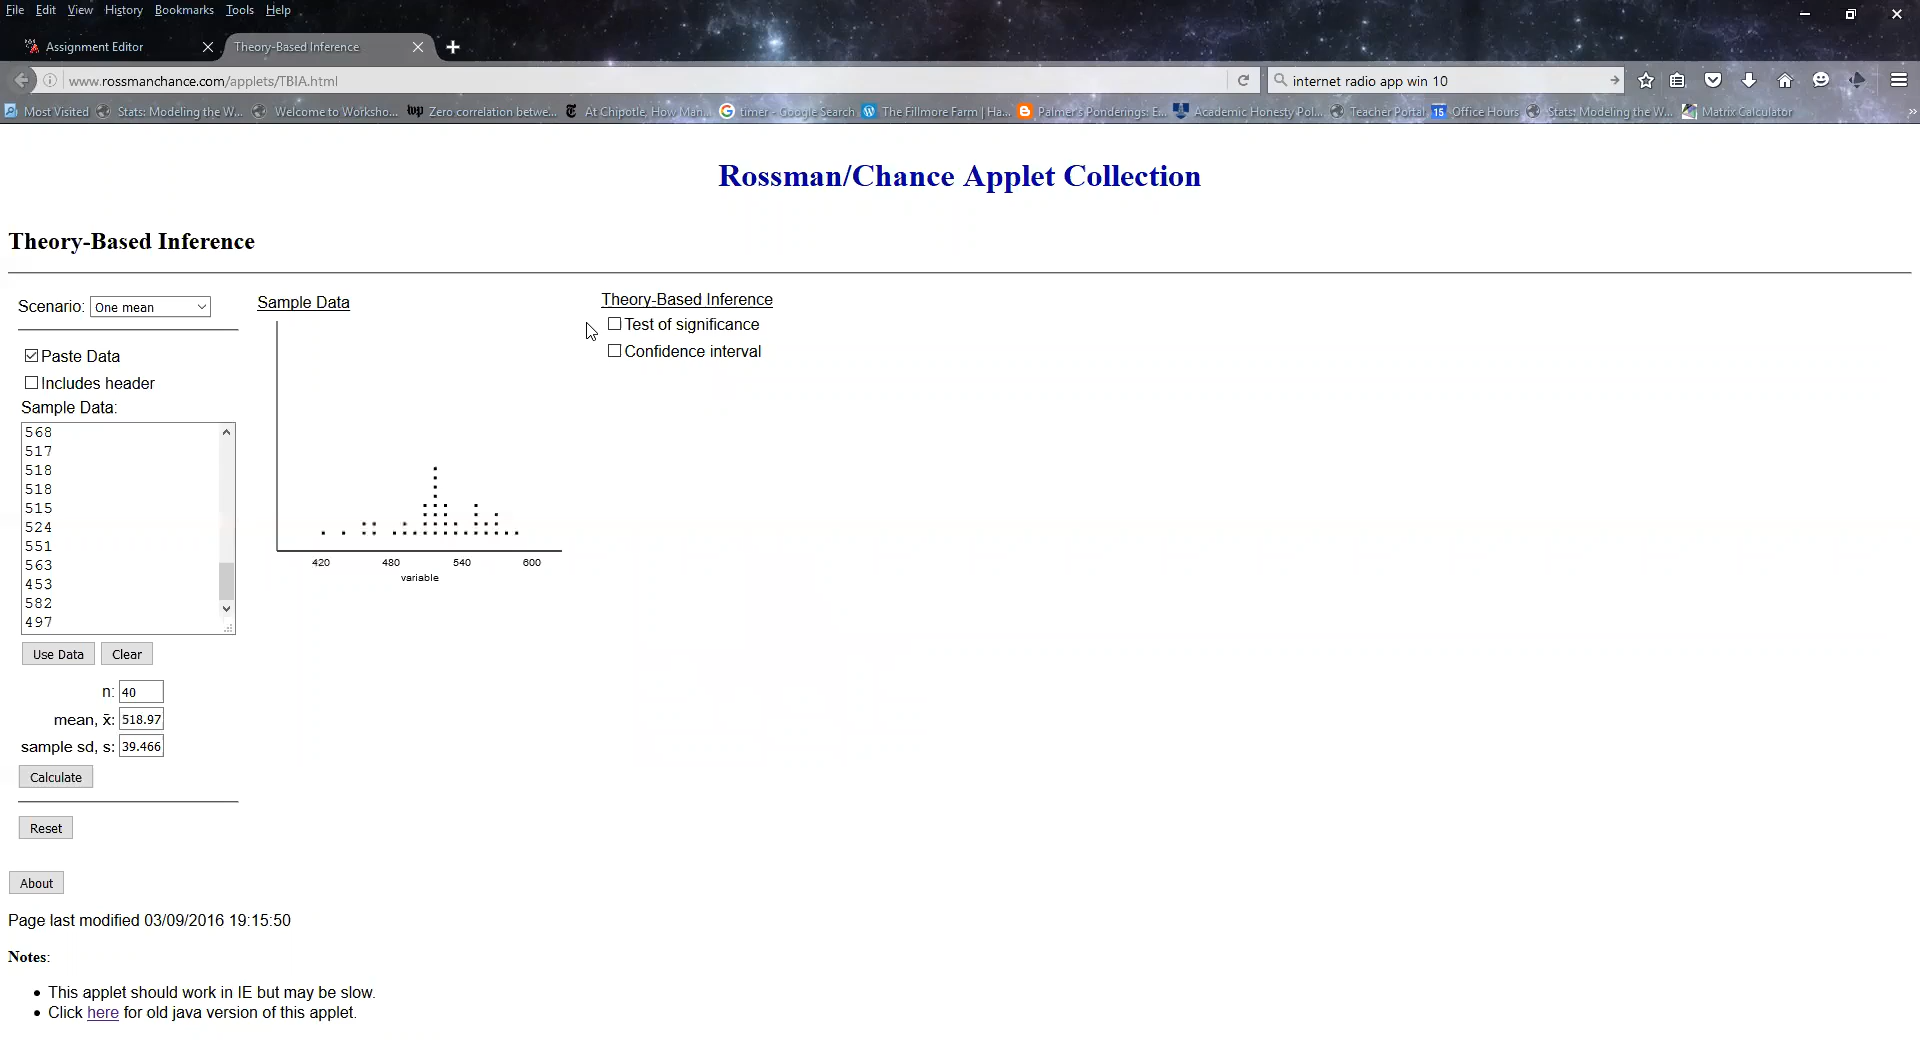 File Edit View History Bookmarks Tools Help
Assignment Editor
Theory-Based Inference
www.rossmanchance.com/applets/TBIA.html
internet radio app win 10
Most Visited
Stats: Modeling the W...
Welcome to Worksho...
wp Zero correlation betwe...
At Chipotle, How Man...
timer - Google Search
The Fillmore Farm | Ha...
Palmer's Ponderings: E...
Academic Honesty Pol...
Teacher Portal
15 Office Hours
Stats: Modeling the W...
Matrix Calculator
Rossman/Chance Applet Collection
Theory-Based Inference
Scenario: One mean
Paste Data
Includes header
Sample Data:
568
517
518
518
515
524
551
563
453
582
497
Use Data Clear
n: 40
mean, x̄: 518.97
sample sd, s: 39.466
Calculate
Reset
Sample Data
420 480 540 600
variable
Theory-Based Inference
Test of significance
Confidence interval
About
Page last modified 03/09/2016 19:15:50
Notes:
• This applet should work in IE but may be slow.
• Click here for old java version of this applet.